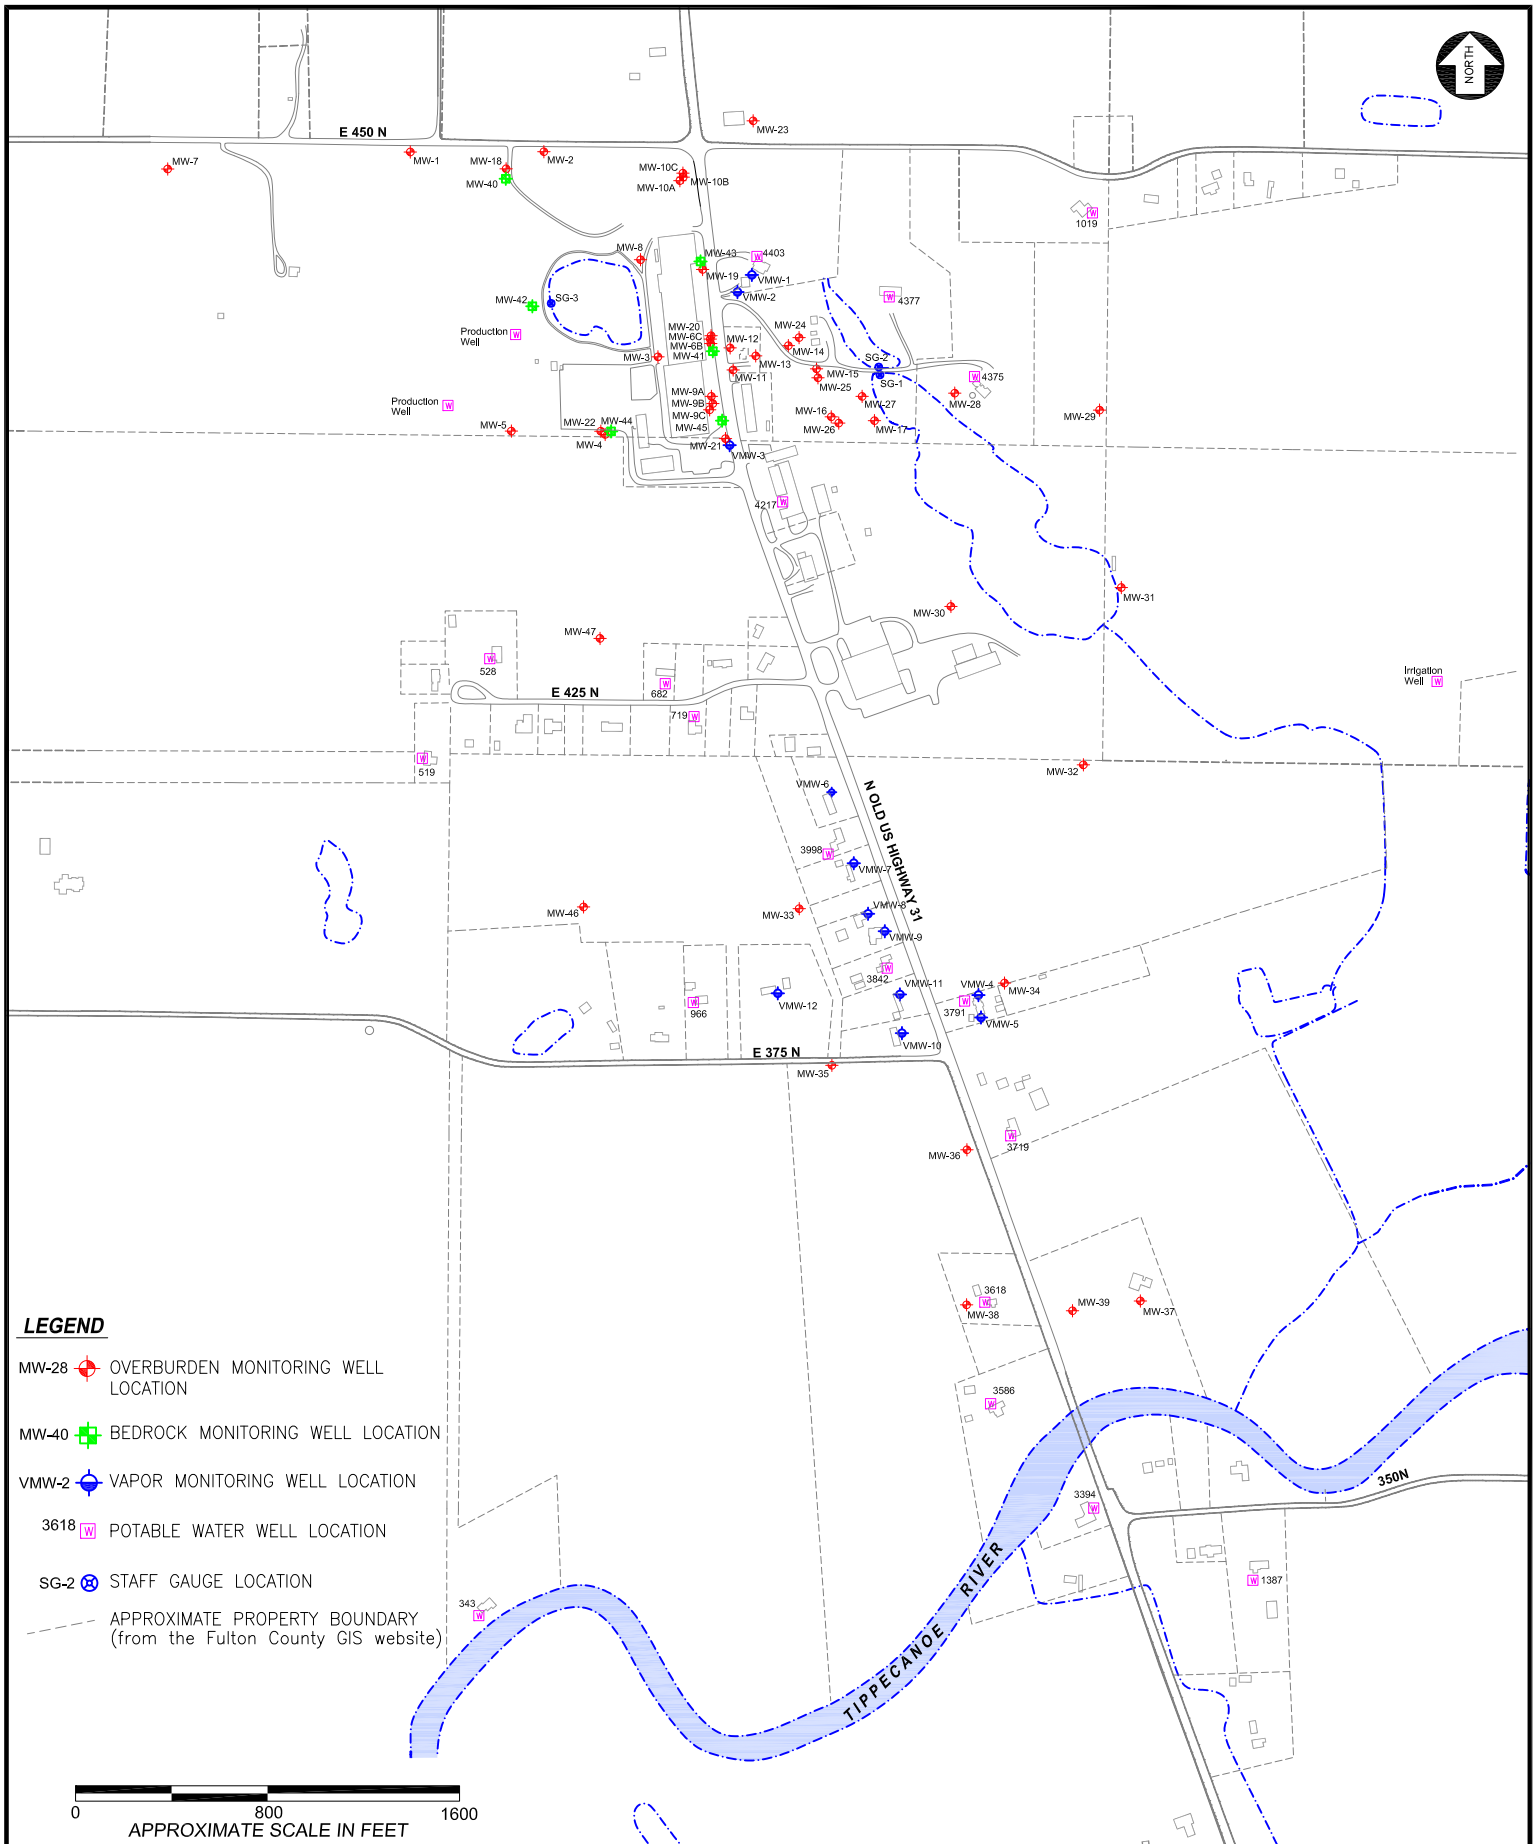 NORTH
MW-23
E 450 N
MW-7
MW-1
MW-18
MW-2
MW-40
MW-10C
MW-10B
MW-10A
1019
MW-8
MW-43
4403
MW-19
VMW-1
VMW-2
4377
MW-42
SG-3
Production
Well
MW-20
MW-6C
MW-6B
MW-41
MW-12
MW-24
MW-14
MW-3
MW-13
SG-2
MW-11
MW-15
MW-25
SG-1
4375
MW-9A
MW-9B
MW-9C
MW-45
MW-27
MW-28
Production
Well
MW-16
MW-26
MW-17
MW-29
MW-5
MW-22
MW-44
MW-4
MW-21
VMW-3
4217
MW-31
MW-30
MW-47
528
682
Irrigation
Well
E 425 N
719
519
MW-32
VMW-6
N OLD US HIGHWAY 31
3998
VMW-7
MW-46
MW-33
VMW-8
VMW-9
3842
VMW-11
VMW-4
MW-34
966
VMW-12
3791
VMW-5
VMW-10
E 375 N
MW-35
3719
MW-36
3618
MW-38
MW-39
MW-37
3586
350N
3394
1387
343
TIPPECANOE RIVER
LEGEND
MW-28 OVERBURDEN MONITORING WELL
LOCATION
MW-40 BEDROCK MONITORING WELL LOCATION
VMW-2 VAPOR MONITORING WELL LOCATION
3618 W POTABLE WATER WELL LOCATION
SG-2 STAFF GAUGE LOCATION
APPROXIMATE PROPERTY BOUNDARY
(from the Fulton County GIS website)
0 800 1600
APPROXIMATE SCALE IN FEET